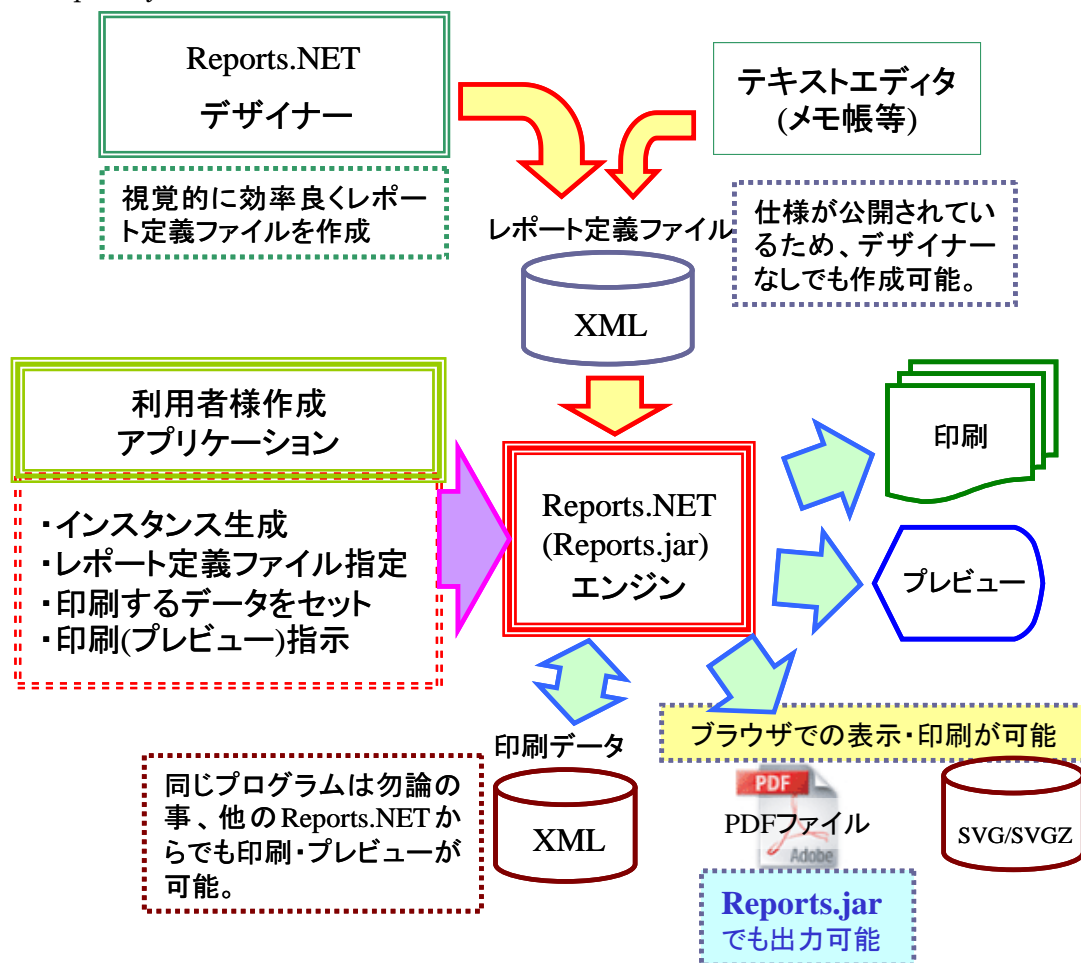 Reports.NET
デザイナー
テキストエディタ
(メモ帳等)
視覚的に効率良くレポー
ト定義ファイルを作成
レポート定義ファイル
仕様が公開されてい
るため、デザイナー
なしでも作成可能。
XML
利用者様作成
アプリケーション
・インスタンス生成
・レポート定義ファイル指定
・印刷するデータをセット
・印刷(プレビュー)指示
Reports.NET
(Reports.jar)
エンジン
印刷
プレビュー
印刷データ
XML
同じプログラムは勿論の
事、他のReports.NETか
らでも印刷・プレビューが
可能。
ブラウザでの表示・印刷が可能
PDF
PDFファイル
Adobe
SVG/SVGZ
Reports.jar
でも出力可能